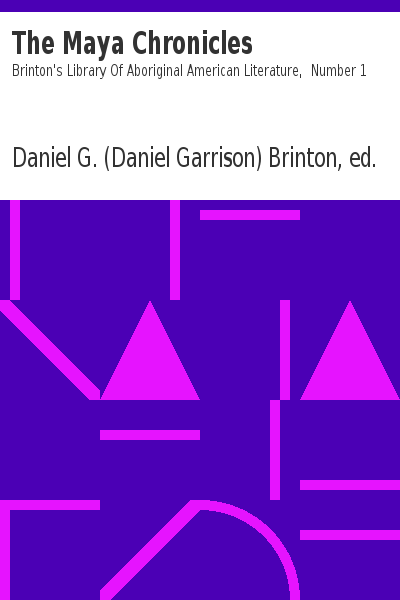 The Maya Chronicles
Brinton's Library Of Aboriginal American Literature,  Number 1
Daniel G. (Daniel Garrison) Brinton, ed.